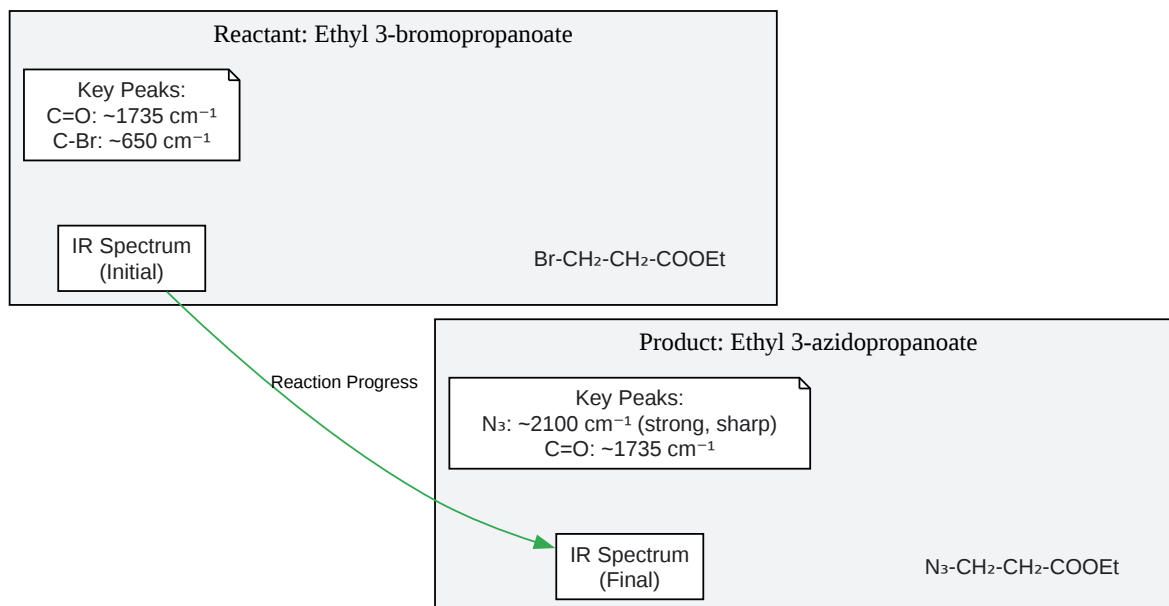 Reactant: Ethyl 3-bromopropanoate
Key Peaks:
C=O: ~1735 cm⁻¹
C-Br: ~650 cm⁻¹
IR Spectrum
(Initial)
Br-CH₂-CH₂-COOEt
Reaction Progress
Product: Ethyl 3-azidopropanoate
Key Peaks:
N₃: ~2100 cm⁻¹ (strong, sharp)
C=O: ~1735 cm⁻¹
IR Spectrum
(Final)
N₃-CH₂-CH₂-COOEt